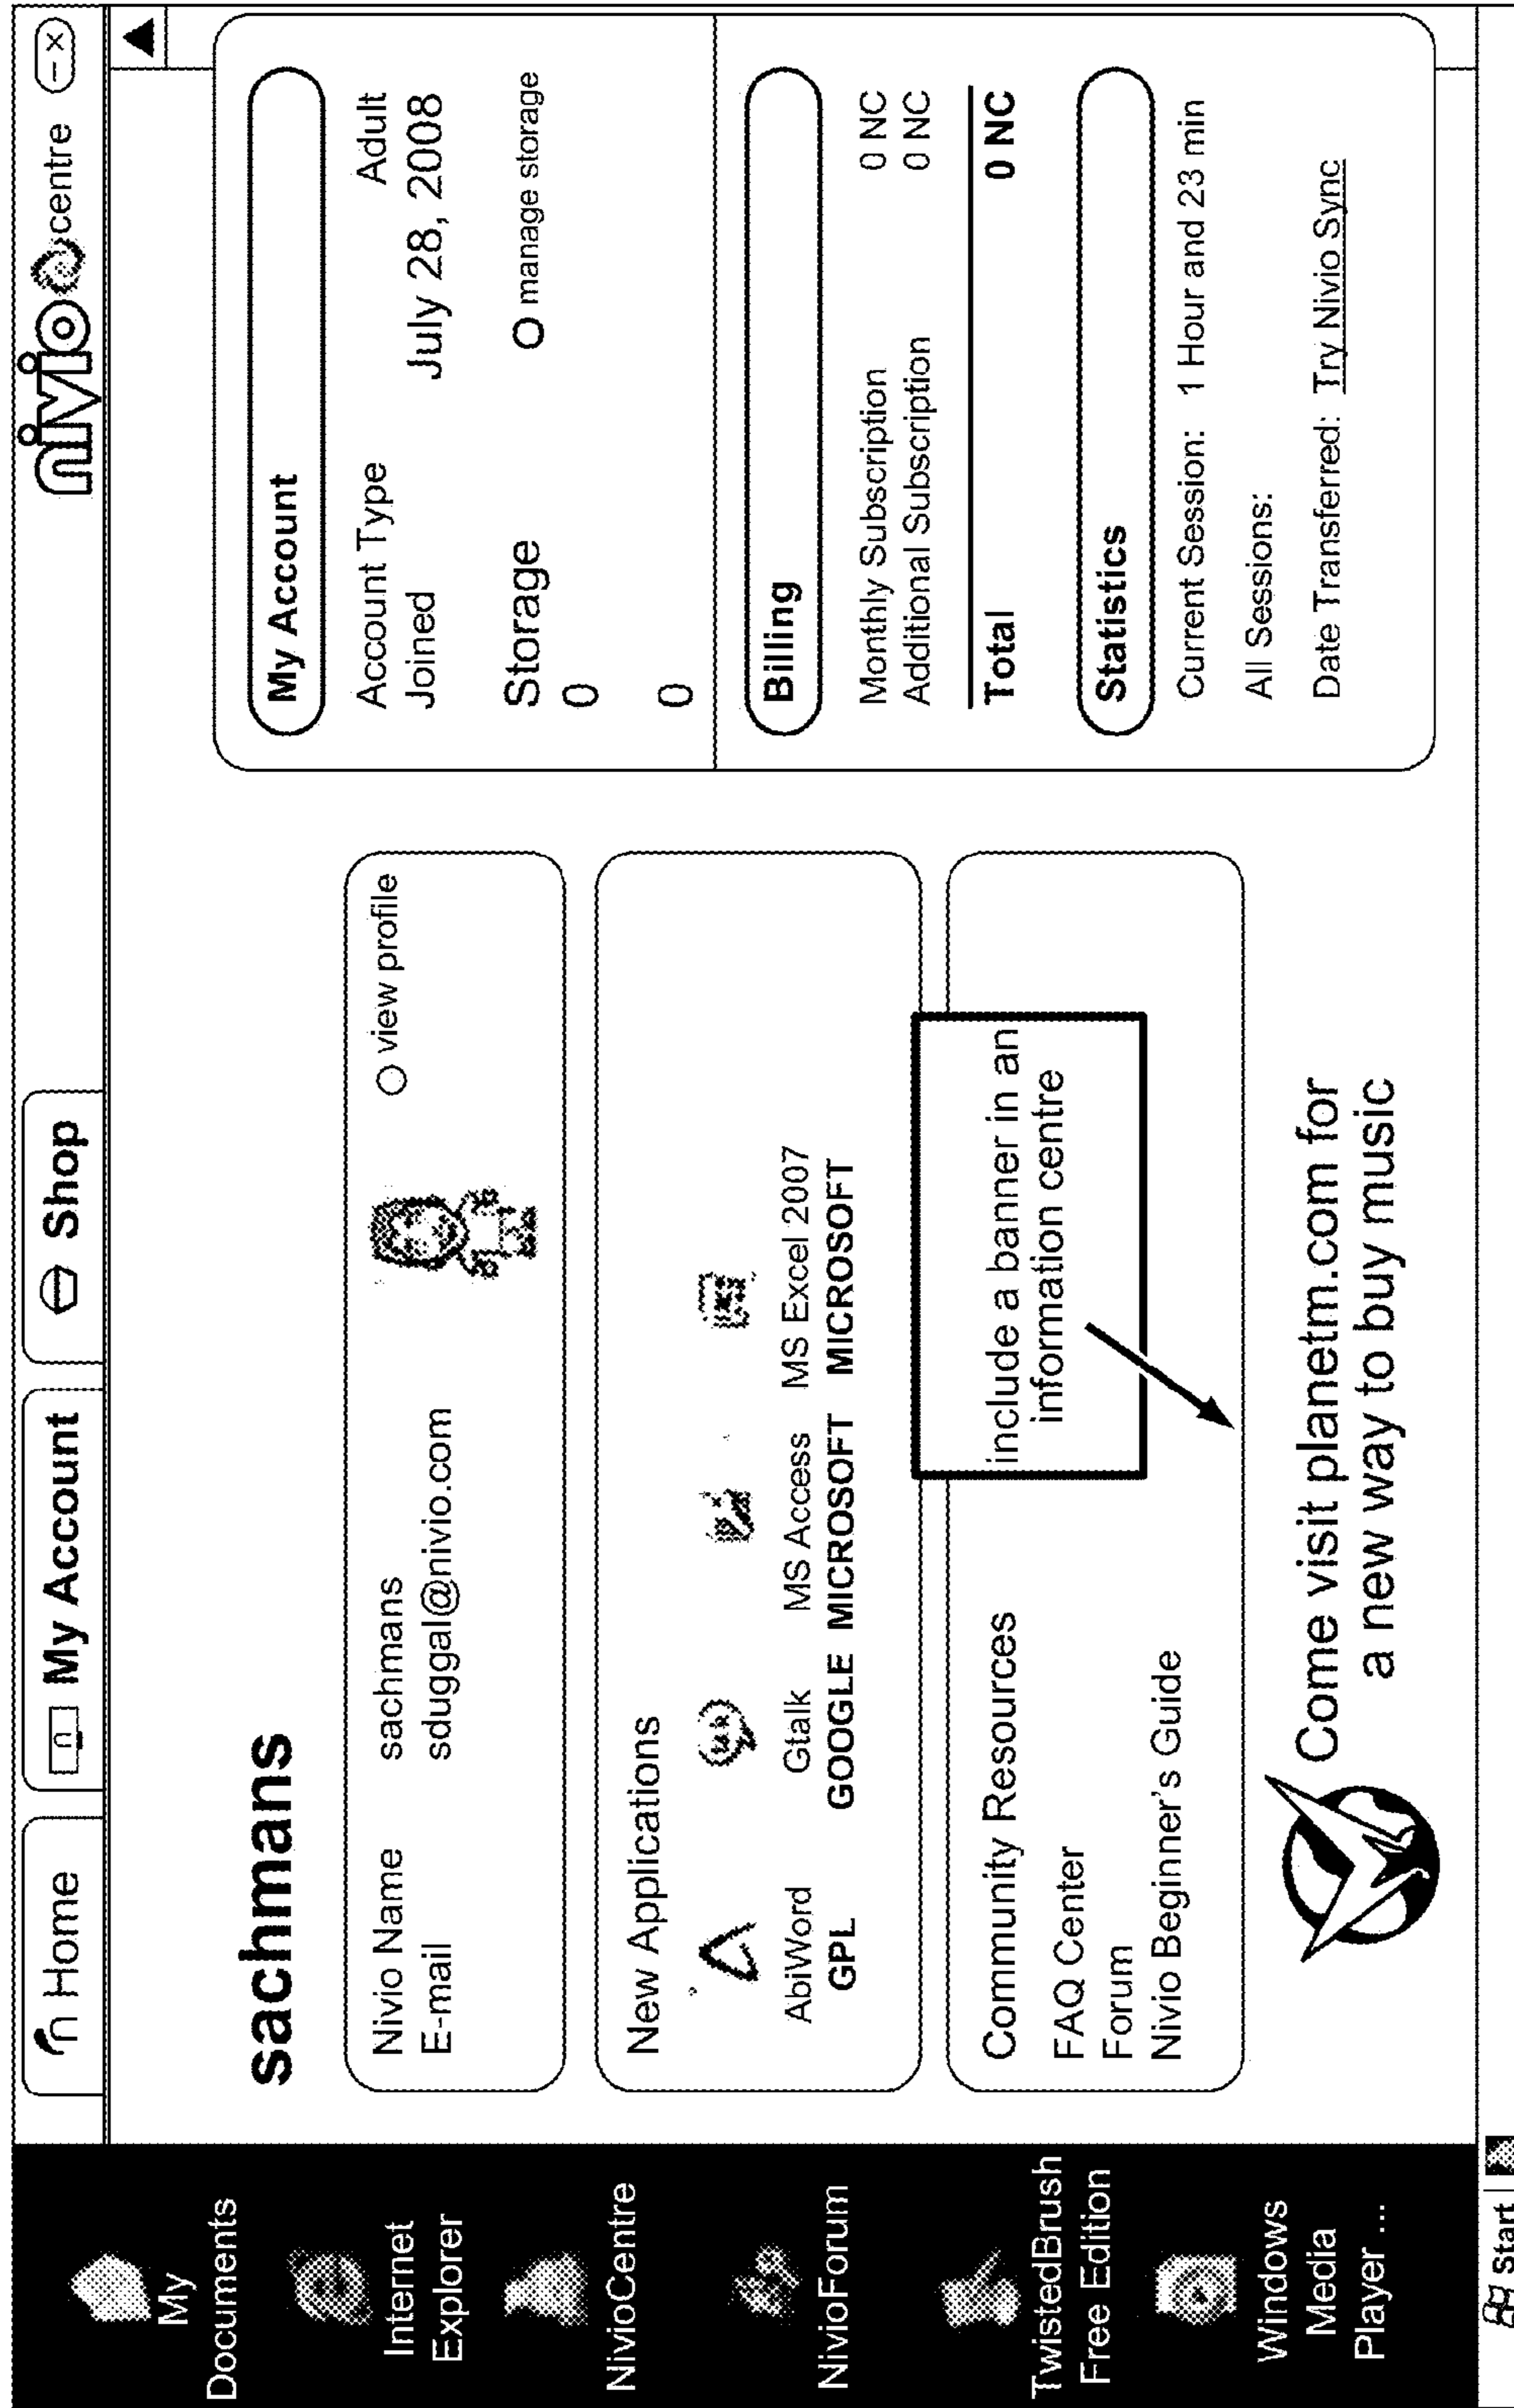 My
Documents
Internet
Explorer
NivioCentre
NivioForum
TwistedBrush
Free Edition
Windows
Media
Player ...
Start
n Home
My Account
Shop
nivio centre
sachmans
Nivio Name sachmans
E-mail sduggal@nivio.com
view profile
New Applications
AbiWord Gtalk MS Access MS Excel 2007
GPL GOOGLE MICROSOFT MICROSOFT
Community Resources
FAQ Center
Forum
Nivio Beginner's Guide
include a banner in an
information centre
Come visit planetm.com for
a new way to buy music
My Account
Account Type Adult
Joined July 28, 2008
Storage manage storage
0
0
Billing
Monthly Subscription 0 NC
Additional Subscription 0 NC
Total 0 NC
Statistics
Current Session: 1 Hour and 23 min
All Sessions:
Date Transferred: Try Nivio Sync